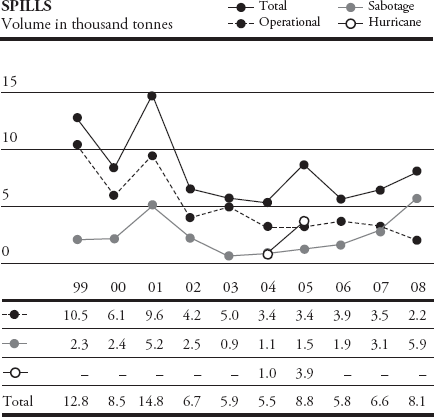 SPILLS
Volume in thousand tonnes
Total
Sabotage
Operational
Hurricane
15
10
5
0
99 00 01 02 03 04 05 06 07 08
10.5 6.1 9.6 4.2 5.0 3.4 3.4 3.9 3.5 2.2
2.3 2.4 5.2 2.5 0.9 1.1 1.5 1.9 3.1 5.9
– – – – – 1.0 3.9 – – –
Total 12.8 8.5 14.8 6.7 5.9 5.5 8.8 5.8 6.6 8.1